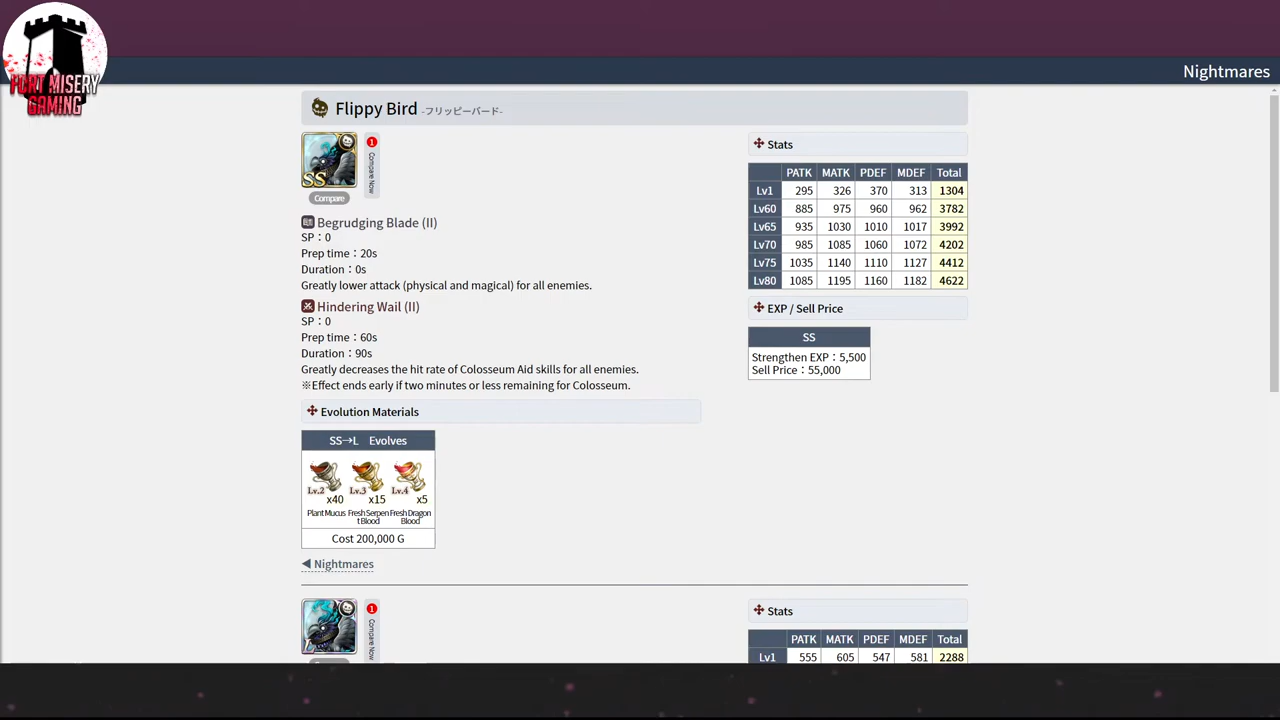 PORT MISERY
GAMING
Nightmares
Flippy Bird -フリッピーバード-
SS
1
Compare Now
Compare
Begrudging Blade (II)
SP：0
Prep time：20s
Duration：0s
Greatly lower attack (physical and magical) for all enemies.
Hindering Wail (II)
SP：0
Prep time：60s
Duration：90s
Greatly decreases the hit rate of Colosseum Aid skills for all enemies.
※Effect ends early if two minutes or less remaining for Colosseum.
Evolution Materials
SS→L Evolves
Lv.2 x40 Lv.3 x15 Lv.4 x5
Plant Mucus Fresh Serpen Fresh Dragon
t Blood Blood
Cost 200,000 G
◀ Nightmares
Stats
PATK MATK PDEF MDEF Total
Lv1 295 326 370 313 1304
Lv60 885 975 960 962 3782
Lv65 935 1030 1010 1017 3992
Lv70 985 1085 1060 1072 4202
Lv75 1035 1140 1110 1127 4412
Lv80 1085 1195 1160 1182 4622
EXP / Sell Price
SS
Strengthen EXP：5,500
Sell Price：55,000
1
Compare Now
Stats
PATK MATK PDEF MDEF Total
Lv1 555 605 547 581 2288